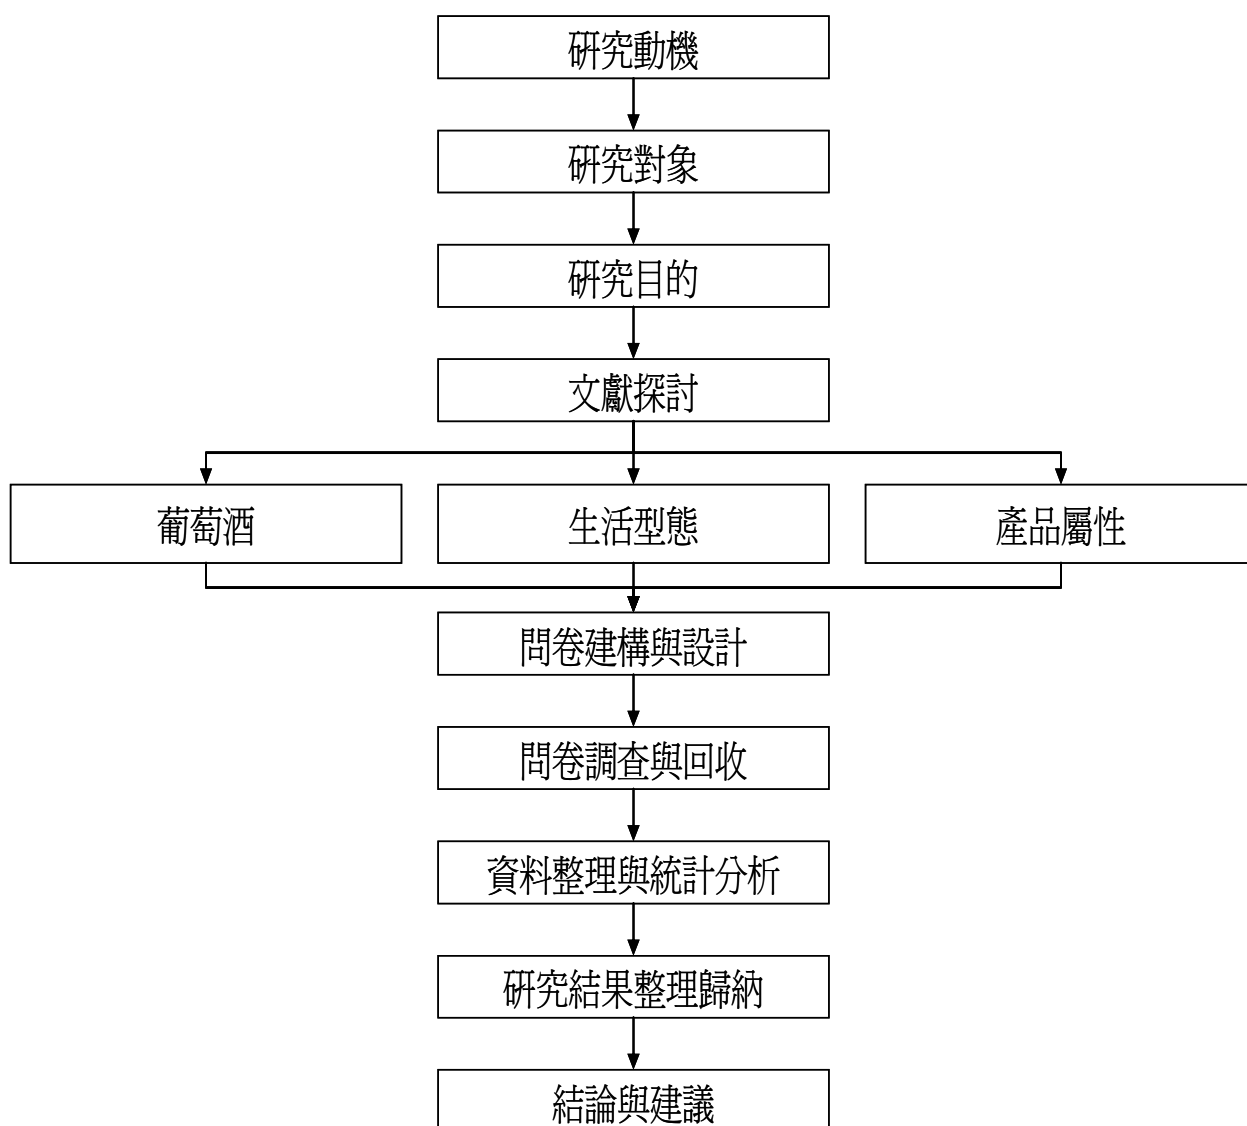 研究動機
研究對象
研究目的
文獻探討
葡萄酒
生活型態
產品屬性
問卷建構與設計
問卷調查與回收
資料整理與統計分析
研究結果整理歸納
結論與建議